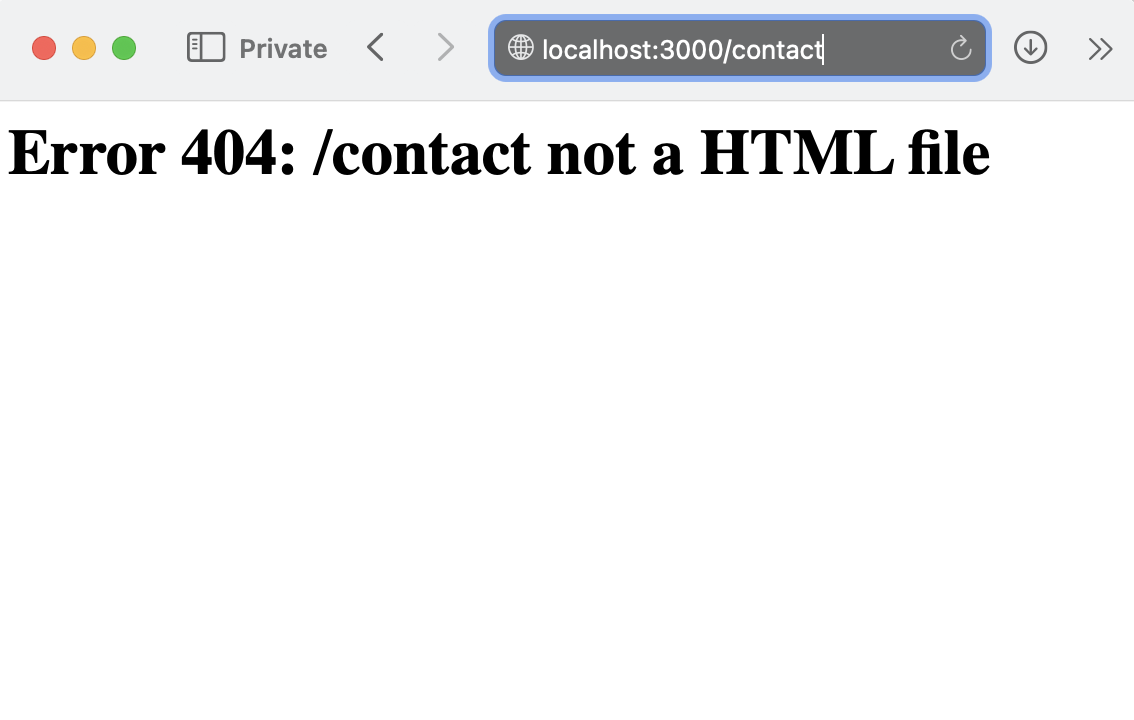 Private
localhost:3000/contact
Error 404: /contact not a HTML file